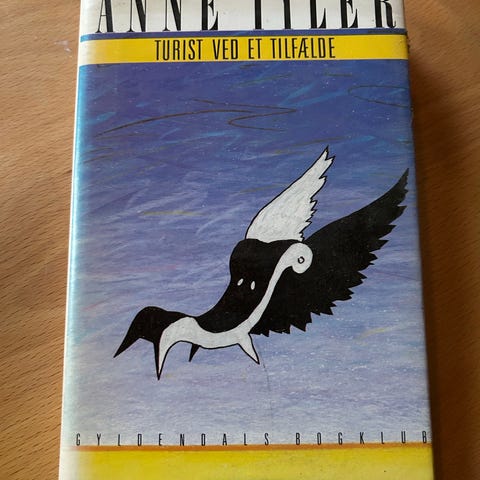 ANNE TYLER
TURIST VED ET TILFÆLDE
GYLDENDALS BOGKLUB